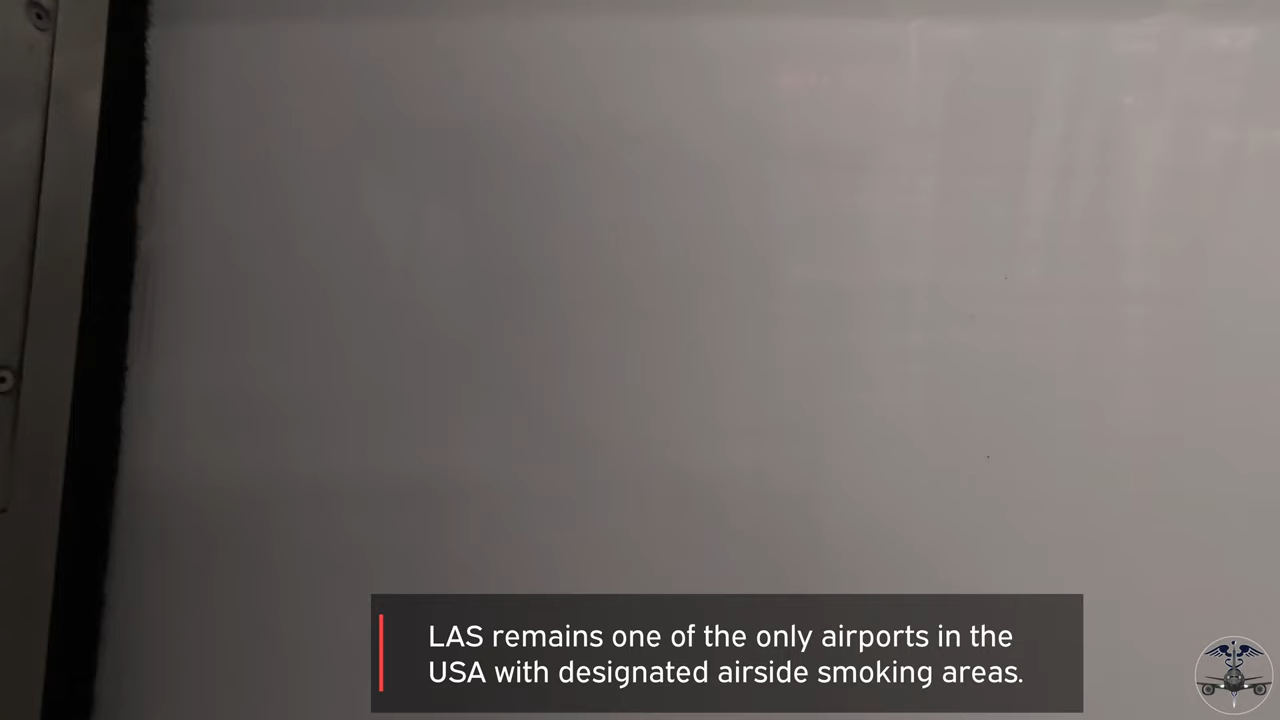 LAS remains one of the only airports in the
USA with designated airside smoking areas.